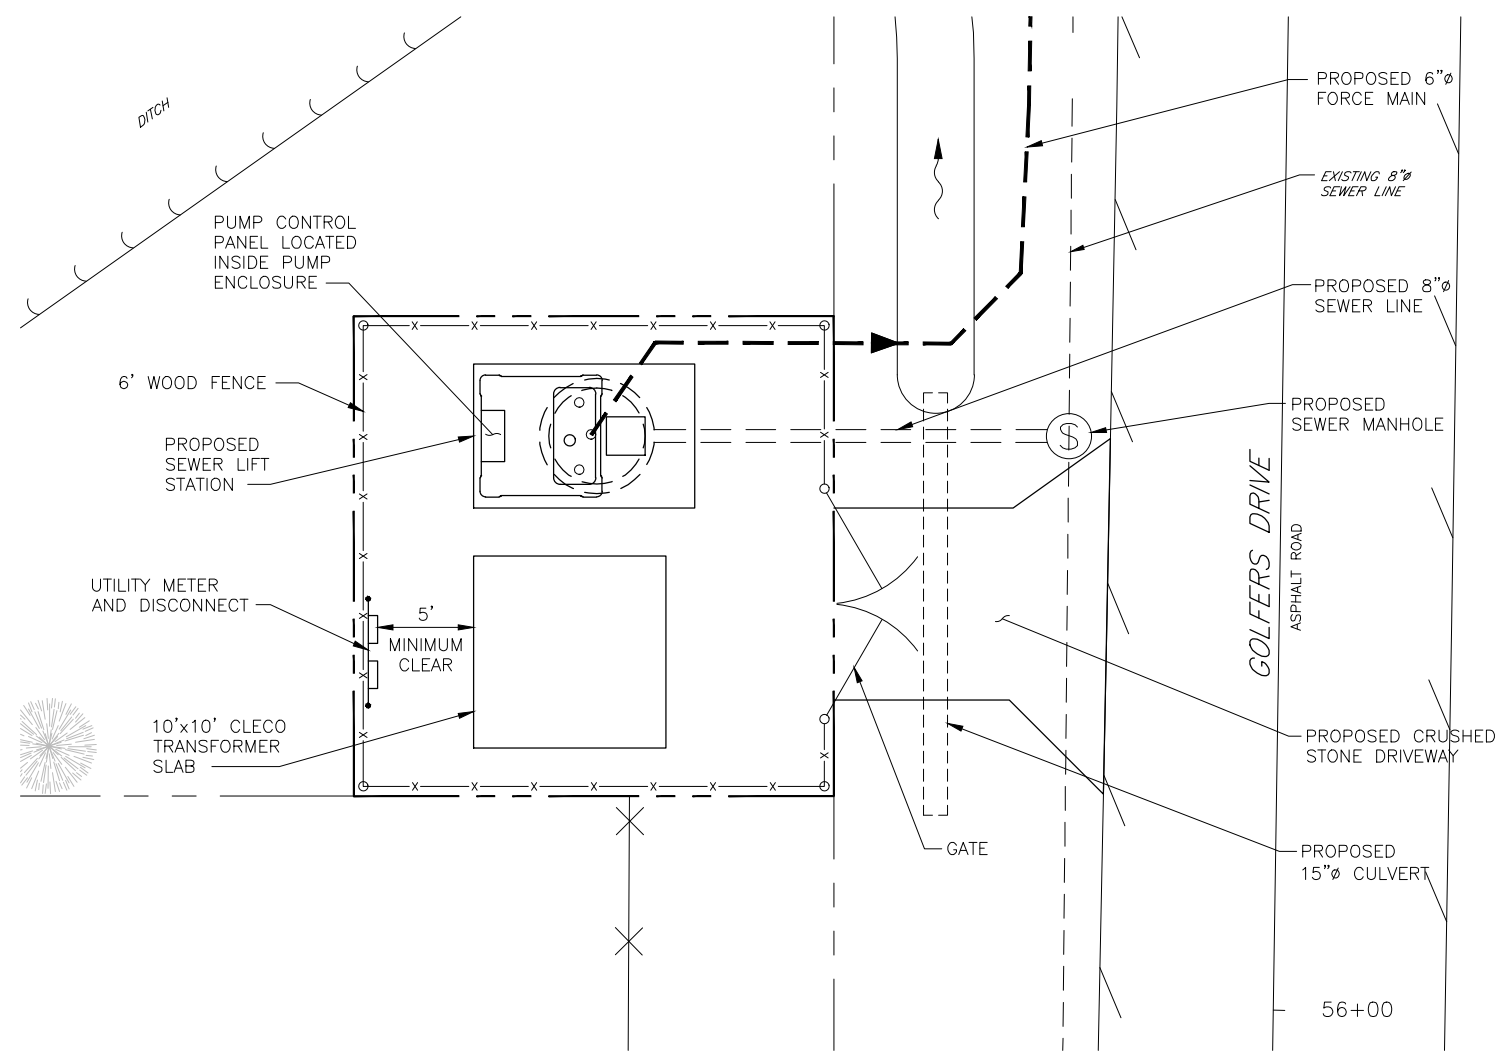 DITCH
PROPOSED 6"ø
FORCE MAIN
EXISTING 8"ø
SEWER LINE
PUMP CONTROL
PANEL LOCATED
INSIDE PUMP
ENCLOSURE
PROPOSED 8"ø
SEWER LINE
6' WOOD FENCE
PROPOSED
SEWER LIFT
STATION
PROPOSED
SEWER MANHOLE
S
GOLFERS DRIVE
ASPHALT ROAD
UTILITY METER
AND DISCONNECT
5'
MINIMUM
CLEAR
10'x10' CLECO
TRANSFORMER
SLAB
PROPOSED CRUSHED
STONE DRIVEWAY
GATE
PROPOSED
15"ø CULVERT
56+00